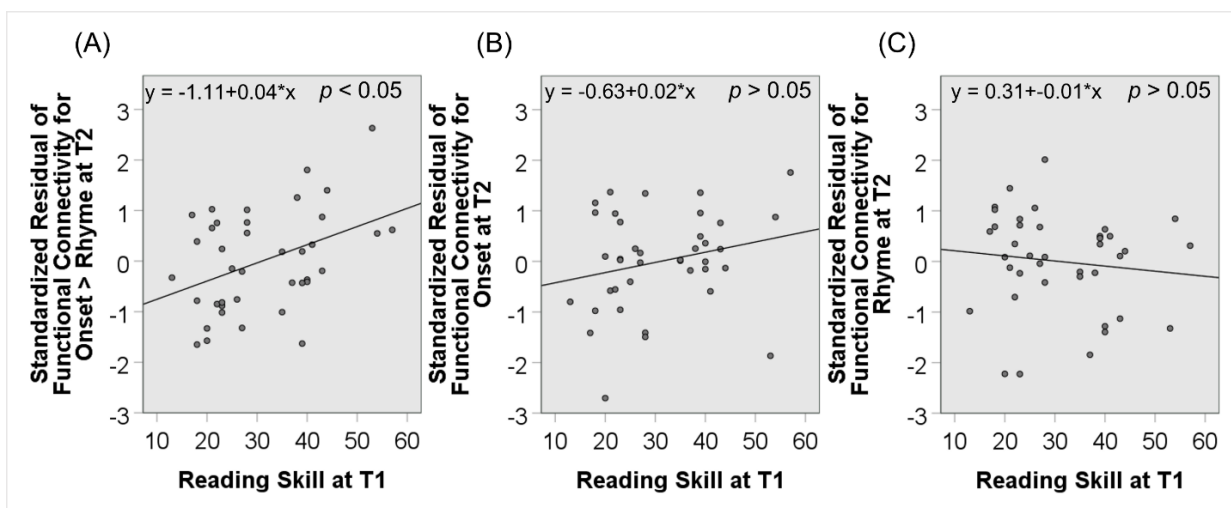 (A)
y = -1.11+0.04*x
p < 0.05
3
2
1
0
-1
-2
-3
10 20 30 40 50 60
Standardized Residual of
Functional Connectivity for
Onset > Rhyme at T2
Reading Skill at T1
(B)
y = -0.63+0.02*x
p > 0.05
3
2
1
0
-1
-2
-3
10 20 30 40 50 60
Standardized Residual of
Functional Connectivity for
Onset at T2
Reading Skill at T1
(C)
y = 0.31+-0.01*x
p > 0.05
3
2
1
0
-1
-2
-3
10 20 30 40 50 60
Standardized Residual of
Functional Connectivity for
Rhyme at T2
Reading Skill at T1